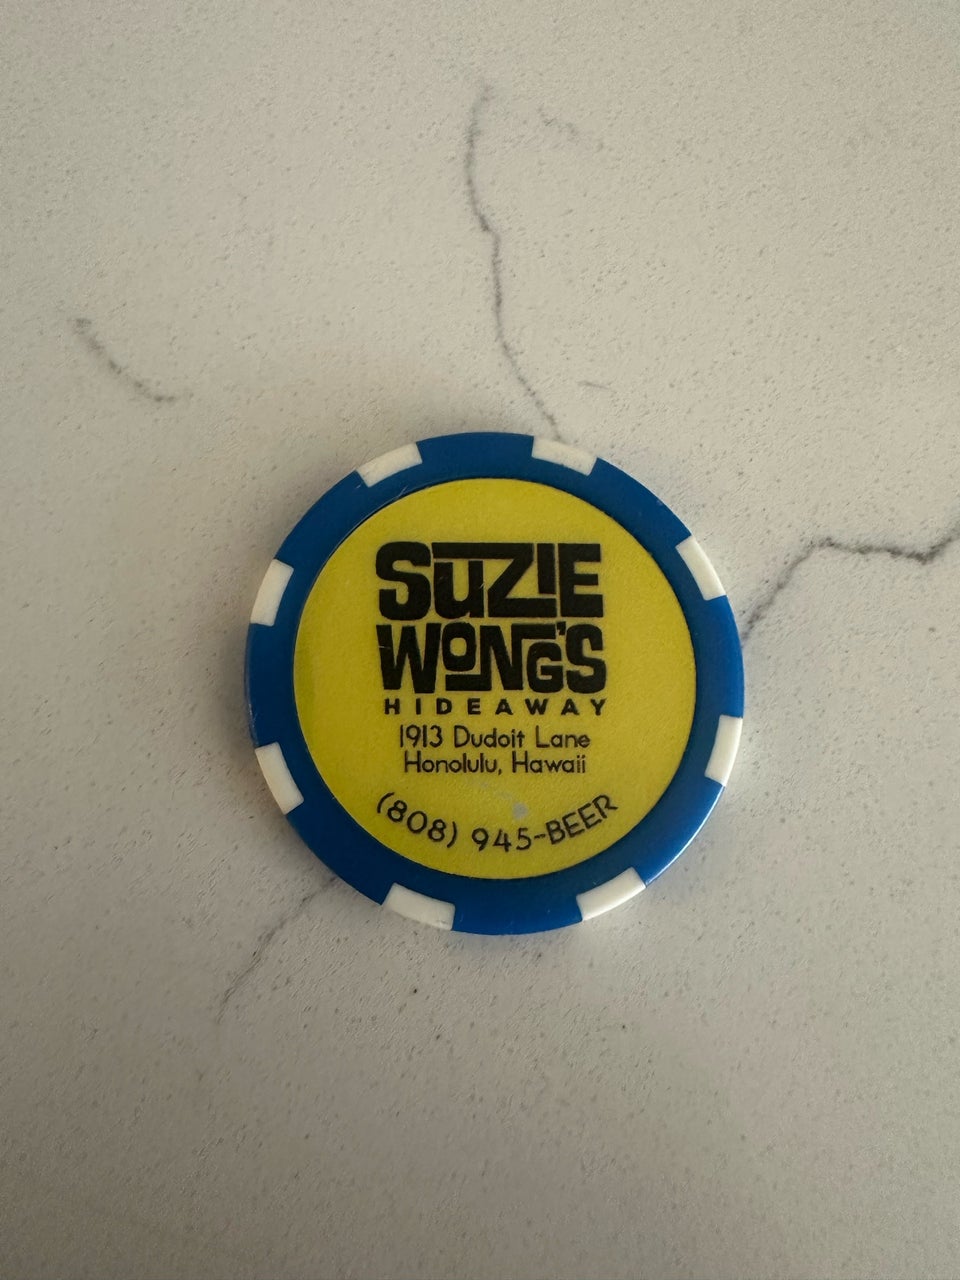 SUZIE
WONG'S
HIDEAWAY
1913 Dudoit Lane
Honolulu, Hawaii
(808) 945-BEER